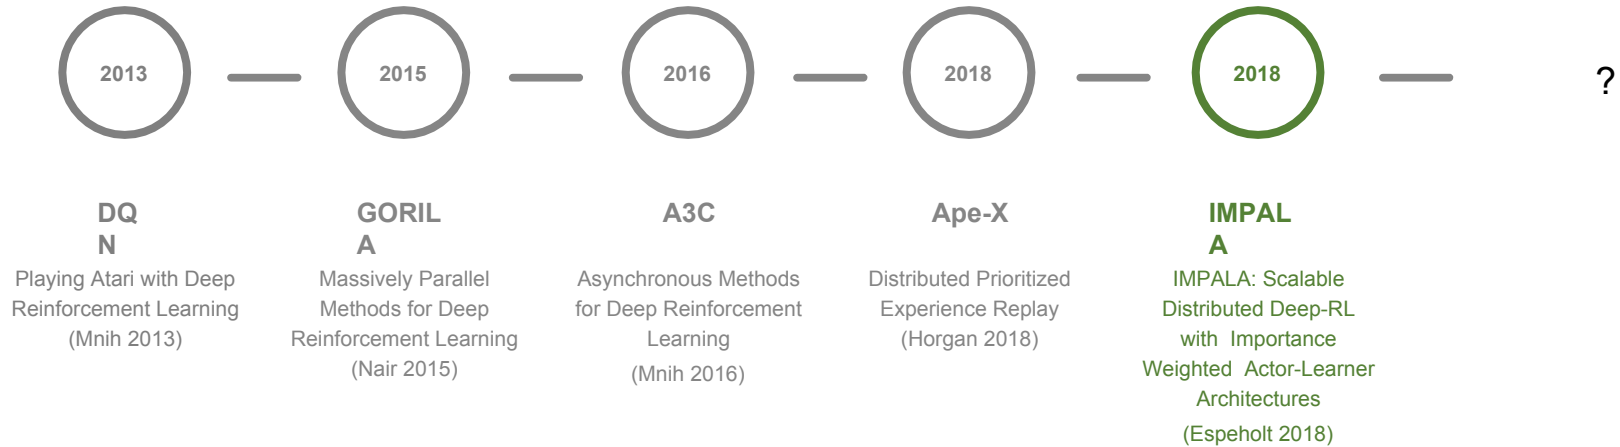 2013
2015
2016
2018
2018
?
DQ
N
Playing Atari with Deep
Reinforcement Learning
(Mnih 2013)
GORIL
A
Massively Parallel
Methods for Deep
Reinforcement Learning
(Nair 2015)
A3C
Asynchronous Methods
for Deep Reinforcement
Learning
(Mnih 2016)
Ape-X
Distributed Prioritized
Experience Replay
(Horgan 2018)
IMPAL
A
IMPALA: Scalable
Distributed Deep-RL
with Importance
Weighted Actor-Learner
Architectures
(Espeholt 2018)